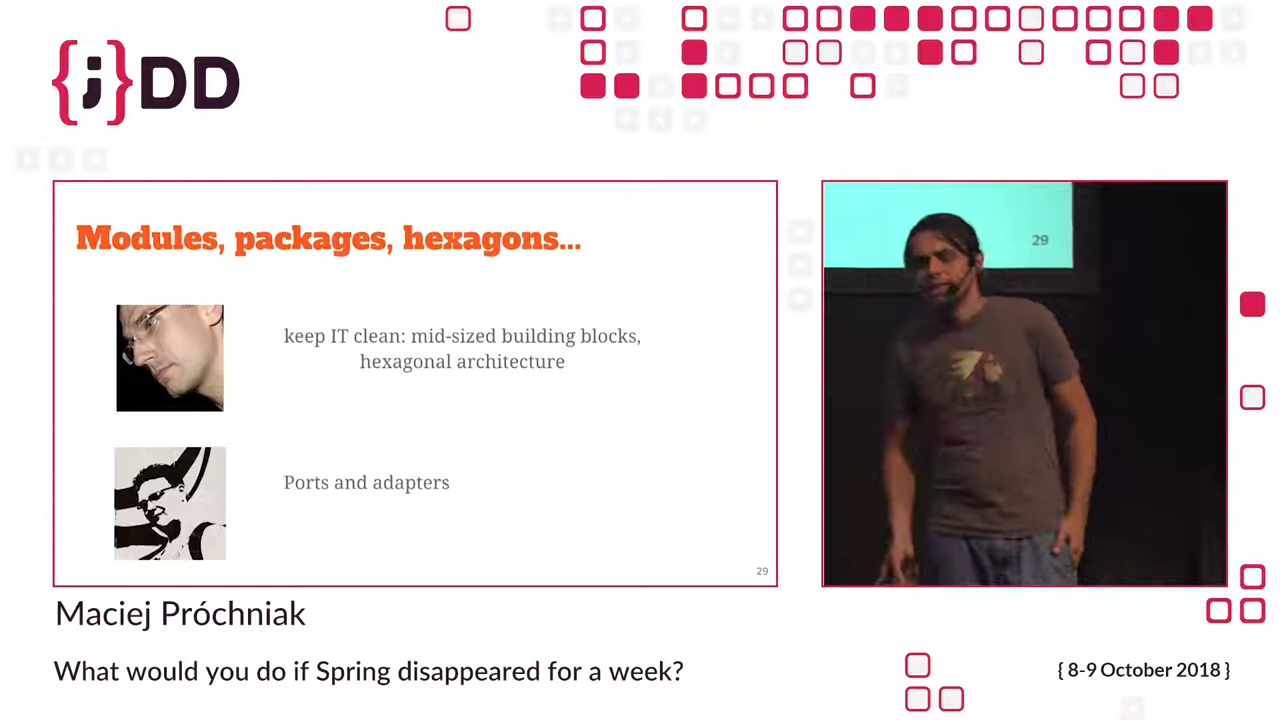 {j}DD
Modules, packages, hexagons...
keep IT clean: mid-sized building blocks,
hexagonal architecture
Ports and adapters
29
29
Maciej Próchniak
What would you do if Spring disappeared for a week?
{ 8-9 October 2018 }